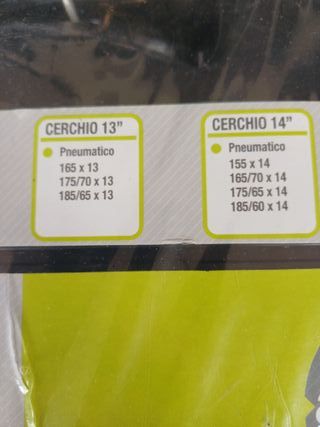 CERCHIO 13”
Pneumatico
165 x 13
175/70 x 13
185/65 x 13
CERCHIO 14”
Pneumatico
155 x 14
165/70 x 14
175/65 x 14
185/60 x 14